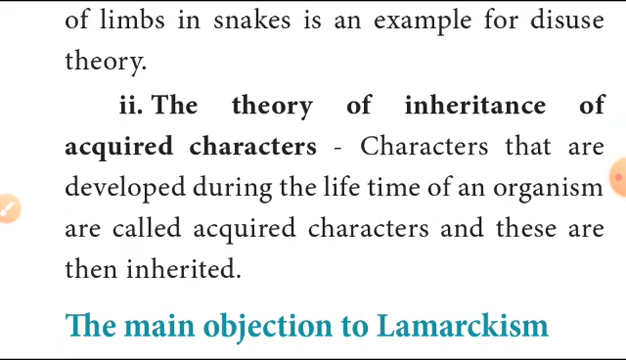 of limbs in snakes is an example for disuse
theory.
ii. The theory of inheritance of
acquired characters - Characters that are
developed during the life time of an organism
are called acquired characters and these are
then inherited.
The main objection to Lamarckism